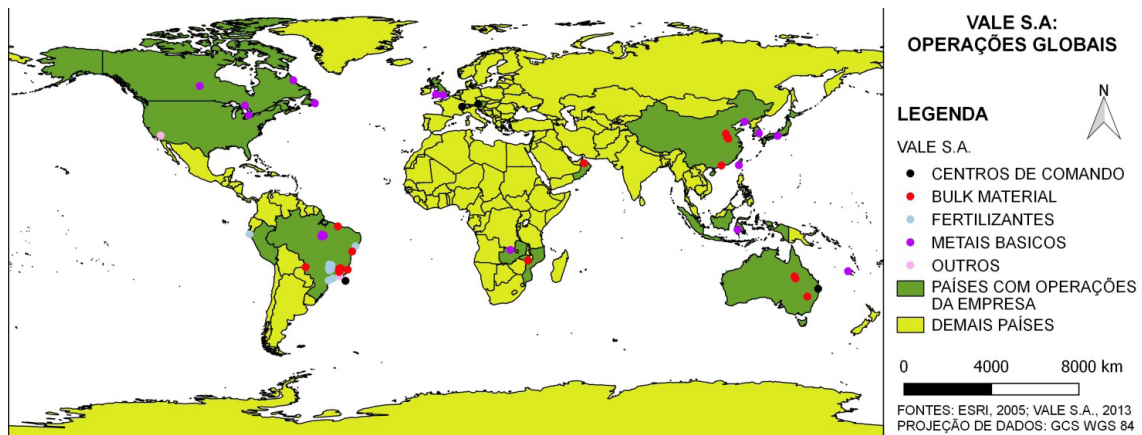 VALE S.A:
OPERAÇÕES GLOBAIS
N
LEGENDA
VALE S.A.
CENTROS DE COMANDO
BULK MATERIAL
FERTILIZANTES
METAIS BASICOS
OUTROS
PAÍSES COM OPERAÇÕES
DA EMPRESA
DEMAIS PAÍSES
0 4000 8000 km
FONTES: ESRI, 2005; VALE S.A., 2013
PROJEÇÃO DE DADOS: GCS WGS 84